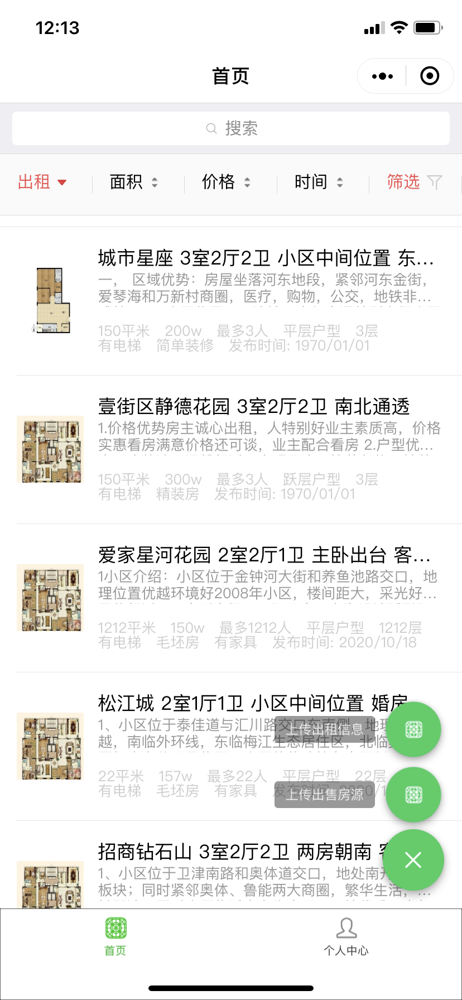 12:13
首页
搜索
出租 面积 价格 时间 筛选
城市星座 3室2厅2卫 小区中间位置 东...
一， 区域优势：房屋坐落河东地段，紧邻河东金街，
爱琴海和万新村商圈，医疗，购物，公交，地铁非...
150平米 200w 最多3人 平层户型 3层
有电梯 简单装修 发布时间: 1970/01/01
壹街区静德花园 3室2厅2卫 南北通透
1.价格优势房主诚心出租，人特别好业主素质高，价格
实惠看房满意价格还可谈，业主配合看房 2.户型优...
150平米 300w 最多3人 跃层户型 3层
有电梯 精装房 发布时间: 1970/01/01
爱家星河花园 2室2厅1卫 主卧出台 客...
1小区介绍：小区位于金钟河大街和养鱼池路交口，地
理位置优越环境好2008年小区，楼间距大，采光好...
1212平米 150w 最多1212人 平层户型 1212层
有电梯 毛坯房 有家具 发布时间: 2020/10/18
松江城 2室1厅1卫 小区中间位置 婚房
1、小区位于泰佳道与汇川路交口东南侧，地理
上传出租信息
越，南临外环线，东临梅江生态居住区，北临
22平米 157w 最多22人 平层户型 22层
有电梯 毛坯房 有家具 发布时间: 2020/1
上传出售房源
招商钻石山 3室2厅2卫 两房朝南 客
1、小区位于卫津南路和奥体道交口，地处南开
板块；同时紧邻奥体、鲁能两大商圈，繁华生活，...
首页 个人中心